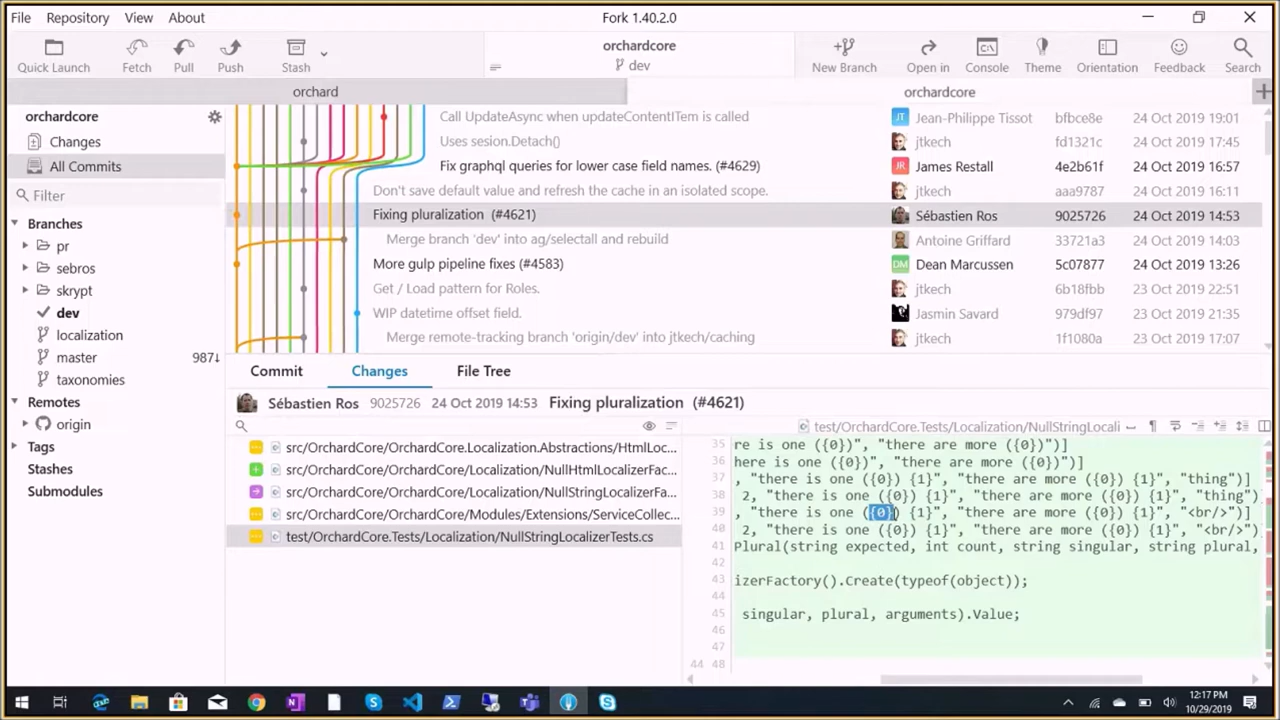 File Repository View About Fork 1.40.2.0
Quick Launch Fetch Pull Push Stash orchardcore dev New Branch Open in Console Theme Orientation Feedback Search
orchard orchardcore
orchardcore
Changes
All Commits
Filter
Branches
pr
sebros
skrypt
dev
localization
master 987↓
taxonomies
Remotes
origin
Tags
Stashes
Submodules
Call UpdateAsync when updateContentITem is called JT Jean-Philippe Tissot bfbce8e 24 Oct 2019 19:01
Uses sesion.Detach() jtkech fd1321c 24 Oct 2019 17:45
Fix graphql queries for lower case field names. (#4629) JR James Restall 4e2b61f 24 Oct 2019 16:57
Don't save default value and refresh the cache in an isolated scope. jtkech aaa9787 24 Oct 2019 16:11
Fixing pluralization (#4621) Sébastien Ros 9025726 24 Oct 2019 14:53
Merge branch 'dev' into ag/selectall and rebuild Antoine Griffard 33721a3 24 Oct 2019 14:03
More gulp pipeline fixes (#4583) DM Dean Marcussen 5c07877 24 Oct 2019 13:26
Get / Load pattern for Roles. jtkech 6b18fbb 23 Oct 2019 22:51
WIP datetime offset field. Jasmin Savard 979df97 23 Oct 2019 21:35
Merge remote-tracking branch 'origin/dev' into jtkech/caching jtkech 1f1080a 23 Oct 2019 17:07
Commit Changes File Tree
Sébastien Ros 9025726 24 Oct 2019 14:53 Fixing pluralization (#4621)
src/OrchardCore/OrchardCore.Localization.Abstractions/HtmlLoc...
src/OrchardCore/OrchardCore/Localization/NullHtmlLocalizerFac...
src/OrchardCore/OrchardCore/Localization/NullStringLocalizerFa...
src/OrchardCore/OrchardCore/Modules/Extensions/ServiceCollec...
test/OrchardCore.Tests/Localization/NullStringLocalizerTests.cs
test/OrchardCore.Tests/Localization/NullStringLocali
35 re is one ({0})", "there are more ({0})")]
36 here is one ({0})", "there are more ({0})")]
37 , "there is one ({0}) {1}", "there are more ({0}) {1}", "thing")]
38 2, "there is one ({0}) {1}", "there are more ({0}) {1}", "thing")
39 , "there is one ({0}) {1}", "there are more ({0}) {1}", "<br/>")]
40 2, "there is one ({0}) {1}", "there are more ({0}) {1}", "<br/>")
41 Plural(string expected, int count, string singular, string plural,
42
43 izerFactory().Create(typeof(object));
44
45 singular, plural, arguments).Value;
46
47
44 48
12:17 PM
10/29/2019